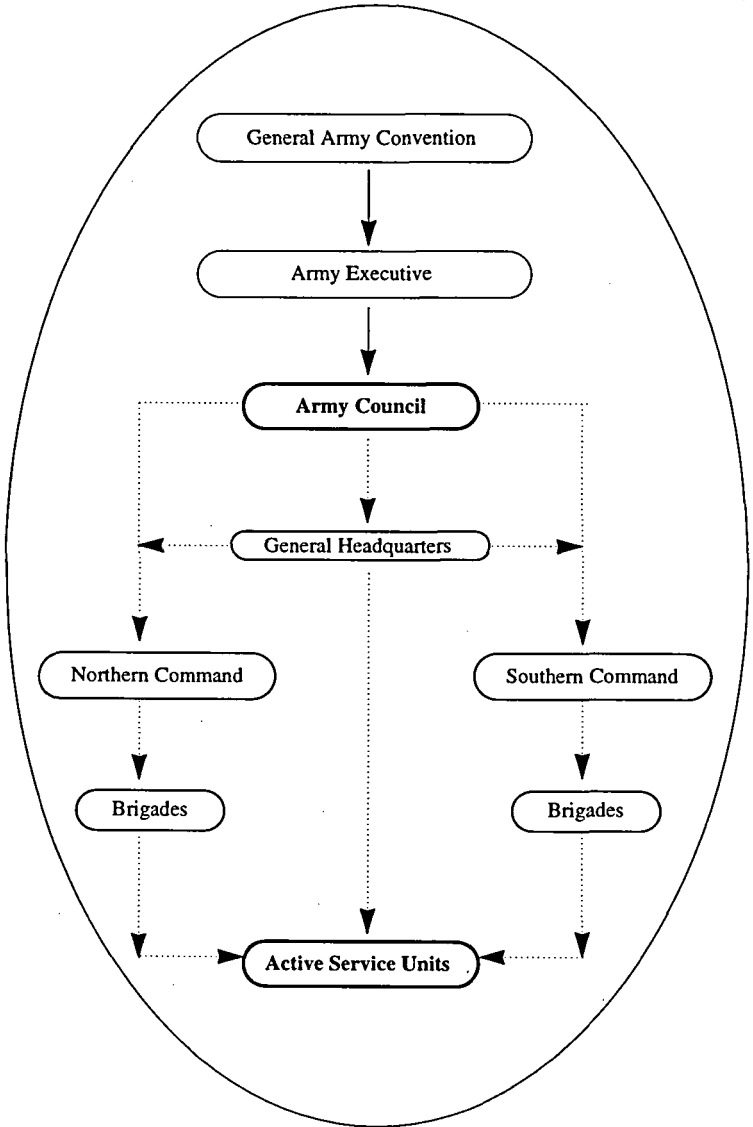 General Army Convention
Army Executive
Army Council
General Headquarters
Northern Command
Southern Command
Brigades
Brigades
Active Service Units